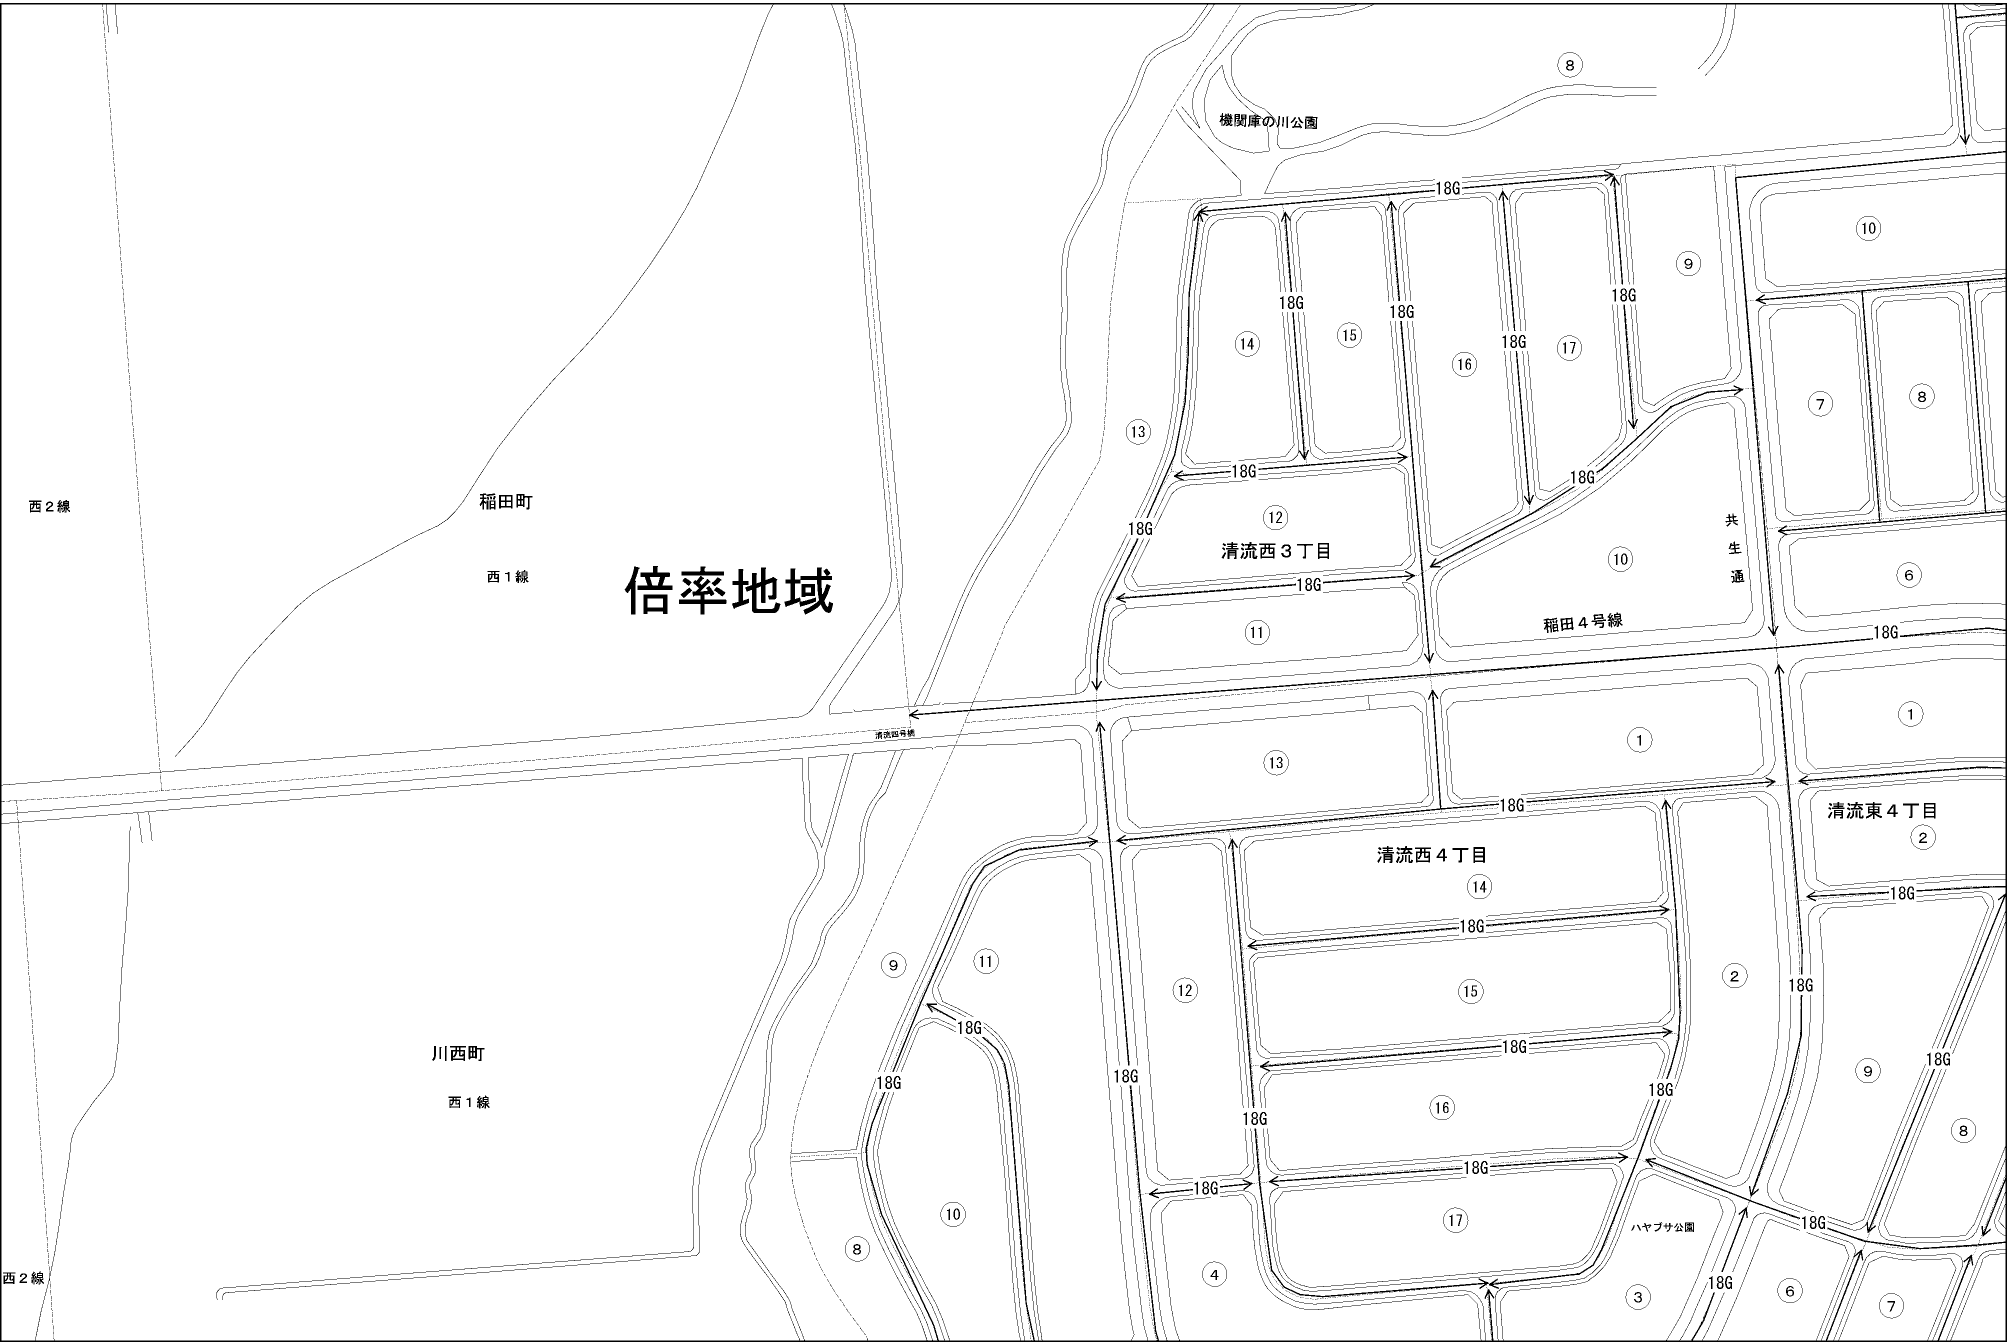 ⑧
機関庫の川公園
18G
⑩
⑨
18G
18G
18G
18G
⑮
⑭
⑯
⑰
⑦
⑧
⑬
18G
18G
西２線
稲田町
⑫
18G
共生通
清流西３丁目
⑩
西１線
倍率地域
18G
⑥
⑪
稲田４号線
18G
①
清流四号橋
①
⑬
18G
清流東４丁目
②
清流西４丁目
⑭
18G
18G
⑨
⑪
②
18G
⑫
⑮
18G
18G
川西町
18G
18G
18G
18G
⑨
西１線
⑯
18G
⑧
18G
18G
⑩
⑰
18G
ハヤブサ公園
⑧
④
西２線
18G
⑥
③
⑦